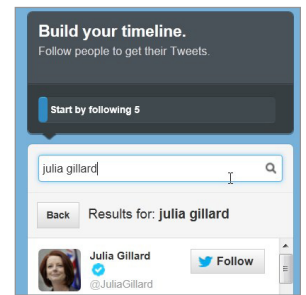 Build your timeline.
Follow people to get their Tweets.
Start by following 5
julia gillard
Back Results for: julia gillard
Julia Gillard
@JuliaGillard
Follow